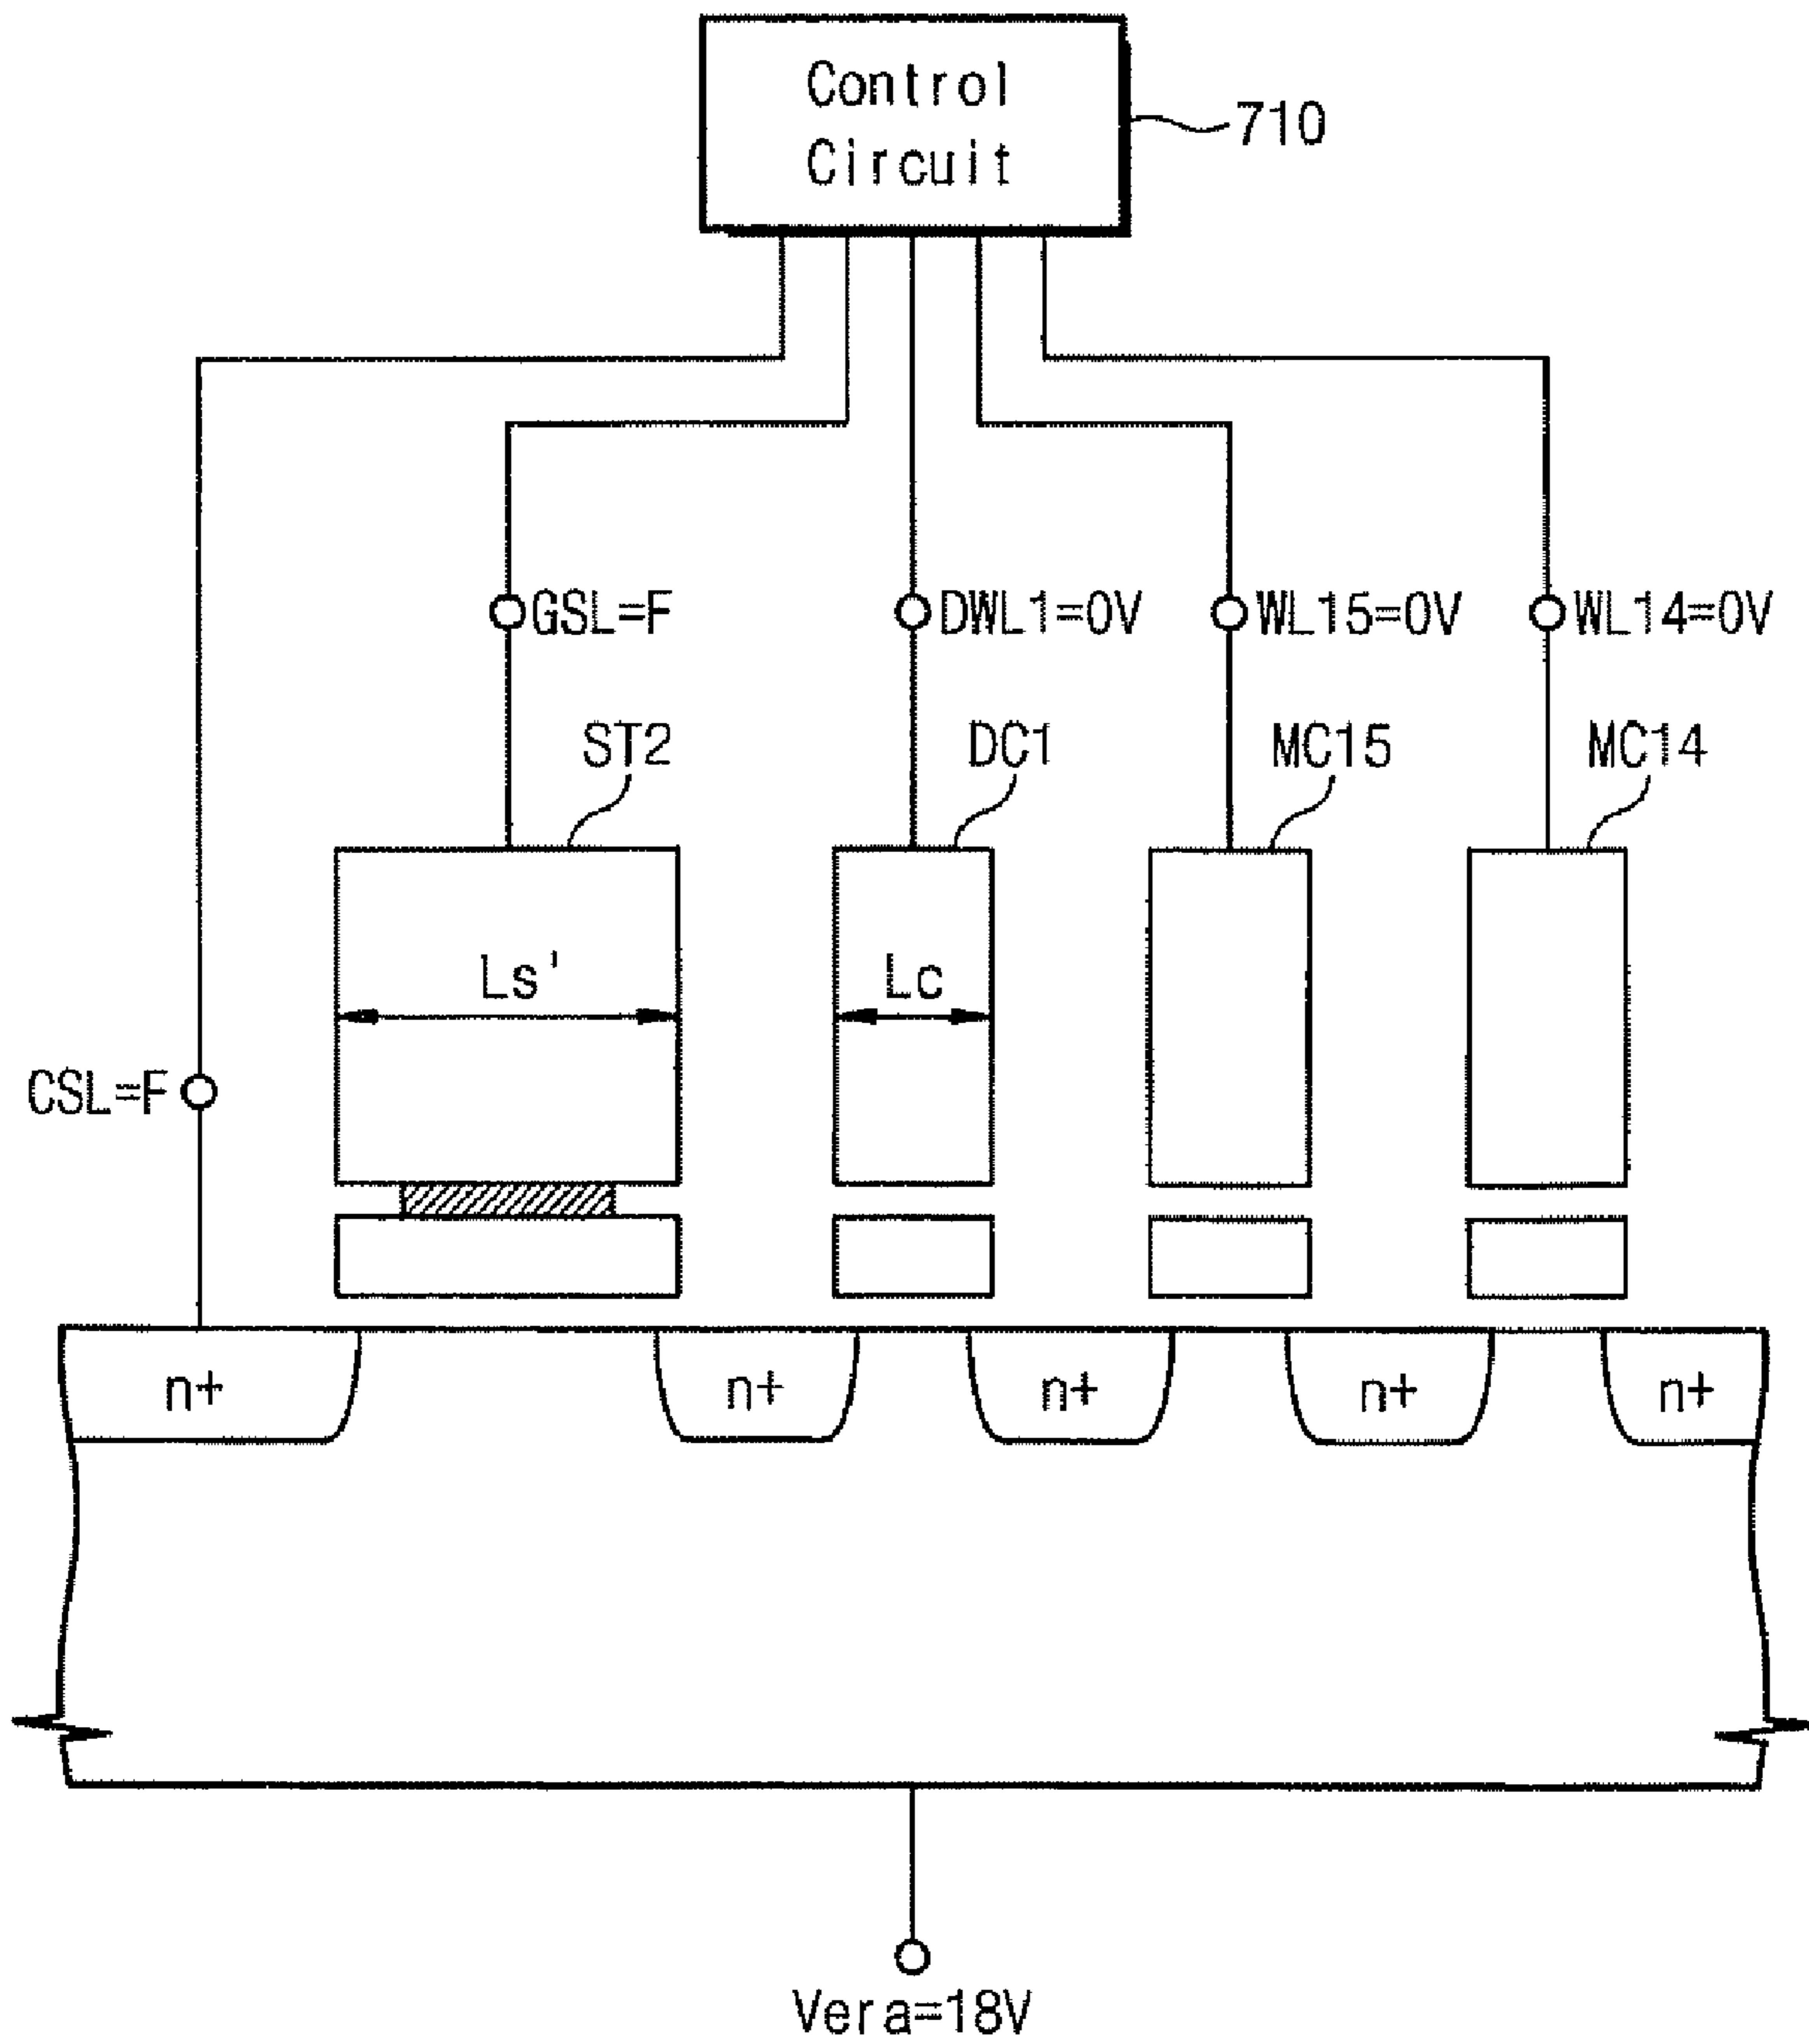 Control
Circuit
710
GSL=F
DWL1=0V
WL15=0V
WL14=0V
ST2
DC1
MC15
MC14
Ls'
Lc
CSL=F
n+
n+
n+
n+
n+
Vera=18V